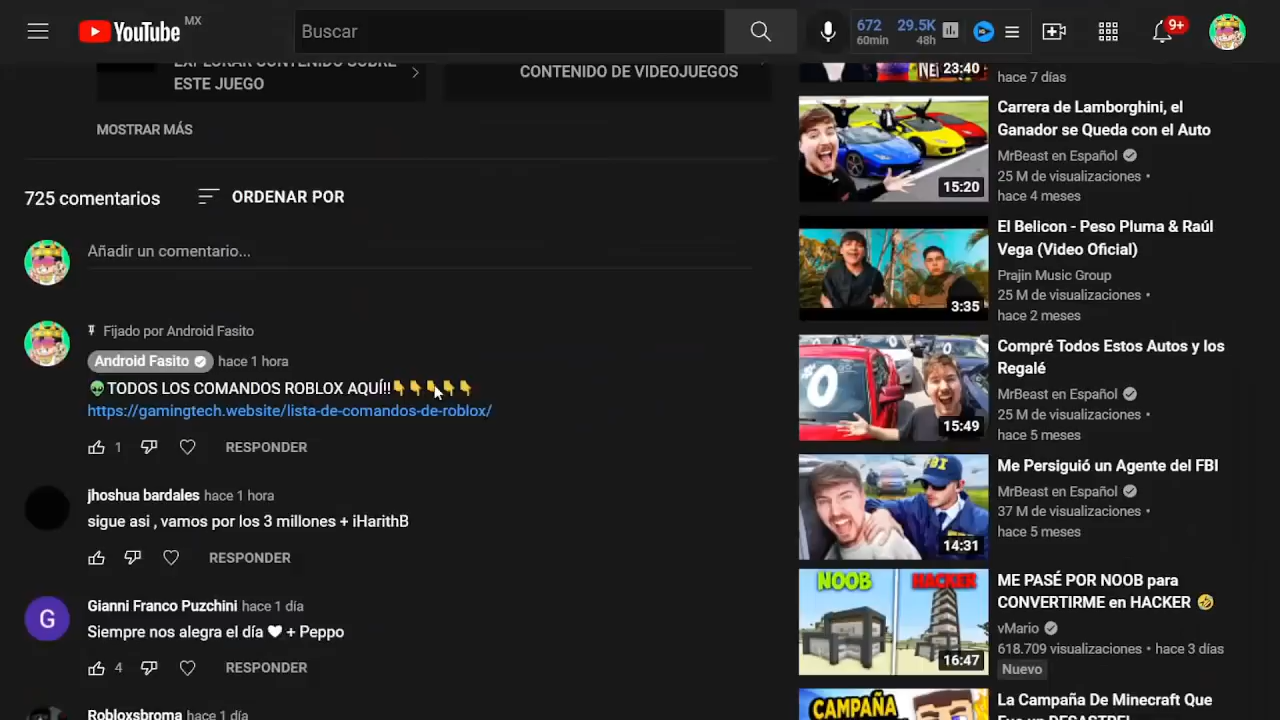 YouTube MX
Buscar
672
60min
29.5K
48h
9+
EXPLORAR CONTENIDO SOBRE
ESTE JUEGO
CONTENIDO DE VIDEOJUEGOS
MOSTRAR MÁS
725 comentarios
ORDENAR POR
Añadir un comentario...
Fijado por Android Fasito
Android Fasito hace 1 hora
👽TODOS LOS COMANDOS ROBLOX AQUÍ!!👇👇👇👇👇
https://gamingtech.website/lista-de-comandos-de-roblox/
1 RESPONDER
jhoshua bardales hace 1 hora
sigue asi , vamos por los 3 millones + iHarithB
RESPONDER
G
Gianni Franco Puzchini hace 1 día
Siempre nos alegra el día 🤍 + Peppo
4 RESPONDER
Robloxsbroma hace 1 día
23:40
hace 7 días
15:20
Carrera de Lamborghini, el
Ganador se Queda con el Auto
MrBeast en Español
25 M de visualizaciones •
hace 4 meses
3:35
El Bellcon - Peso Pluma & Raúl
Vega (Video Oficial)
Prajin Music Group
25 M de visualizaciones •
hace 2 meses
0
15:49
Compré Todos Estos Autos y los
Regalé
MrBeast en Español
25 M de visualizaciones •
hace 5 meses
FBI
14:31
Me Persiguió un Agente del FBI
MrBeast en Español
37 M de visualizaciones •
hace 5 meses
NOOB
HACKER
16:47
ME PASÉ POR NOOB para
CONVERTIRME en HACKER 🤣
vMario
618.709 visualizaciones • hace 3 días
Nuevo
CAMPAÑA
La Campaña De Minecraft Que